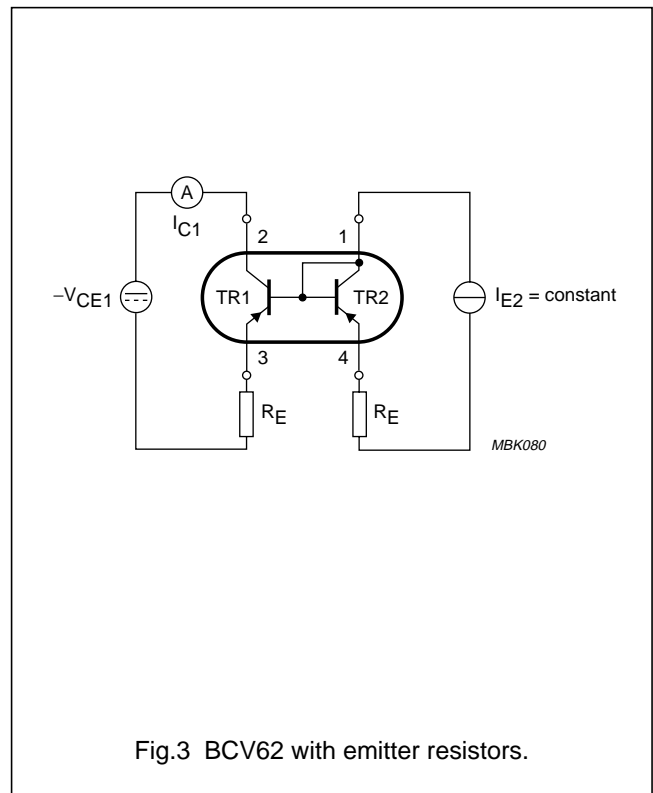 A
I_C1
2 1
–V_CE1 TR1 TR2 I_E2 = constant
3 4
R_E R_E
MBK080
Fig.3 BCV62 with emitter resistors.